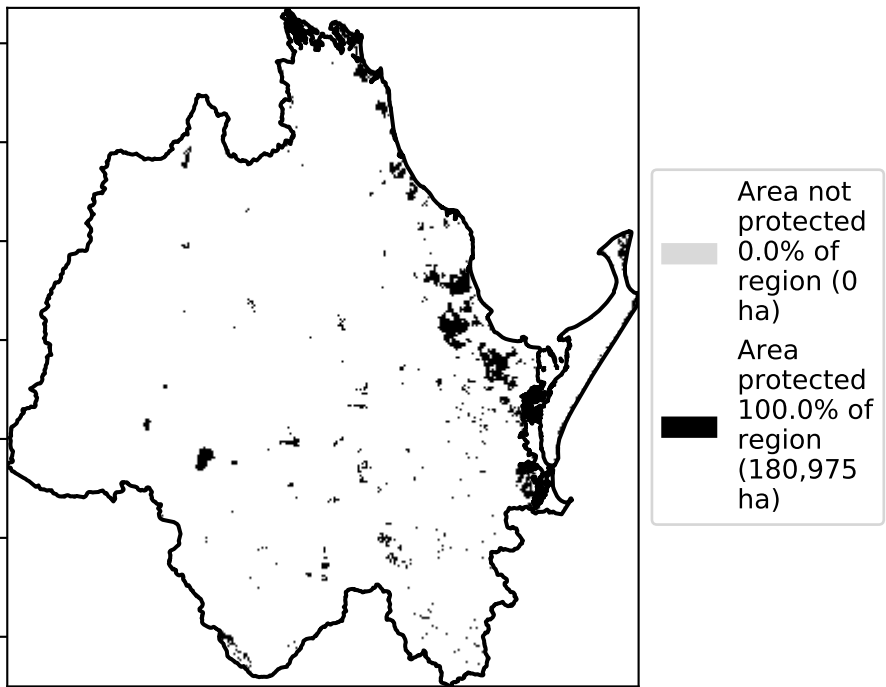 Area not
protected
0.0% of
region (0
ha)
Area
protected
100.0% of
region
(180,975
ha)